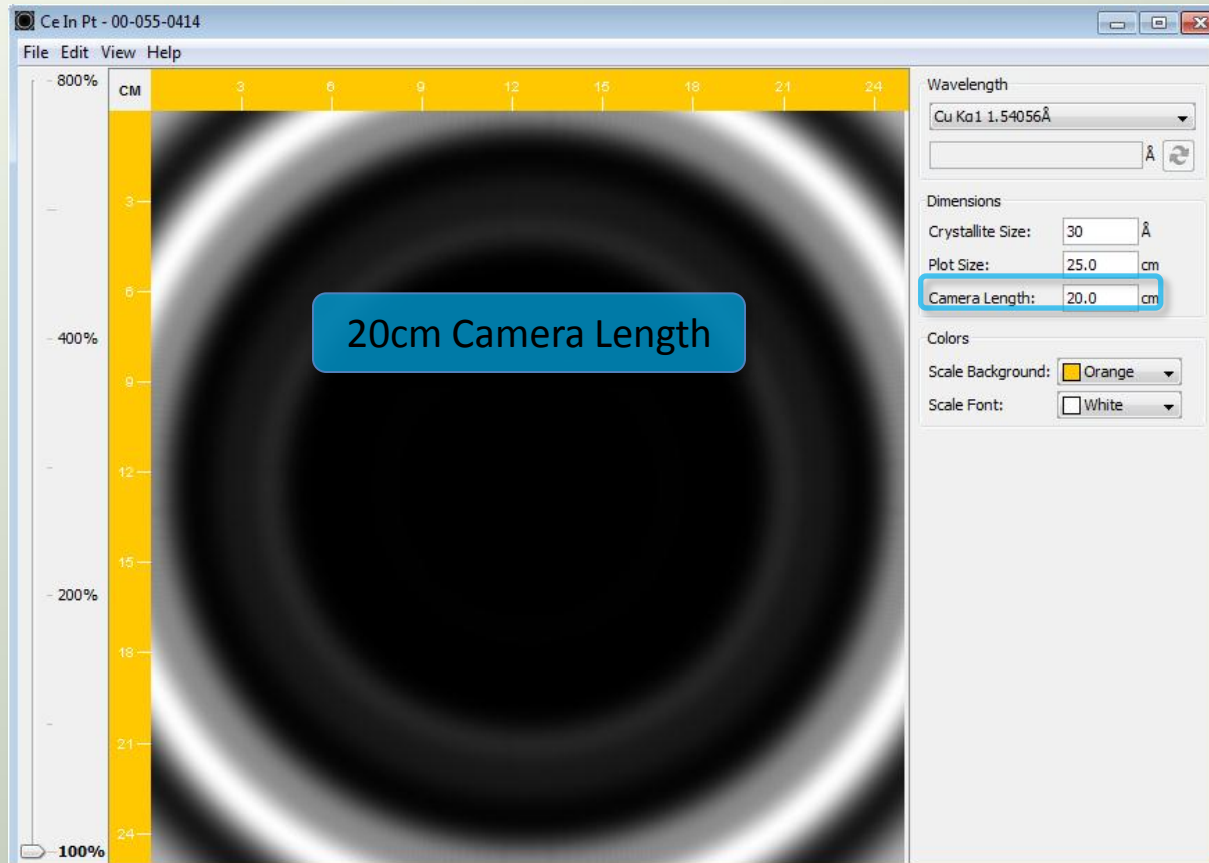 Ce In Pt - 00-055-0414
File Edit View Help
800%
400%
200%
100%
CM
3 6 9 12 15 18 21 24
3
6
9
12
15
18
21
24
20cm Camera Length
Wavelength
Cu Kα1 1.54056Å
Å
Dimensions
Crystallite Size: 30 Å
Plot Size: 25.0 cm
Camera Length: 20.0 cm
Colors
Scale Background: Orange
Scale Font: White